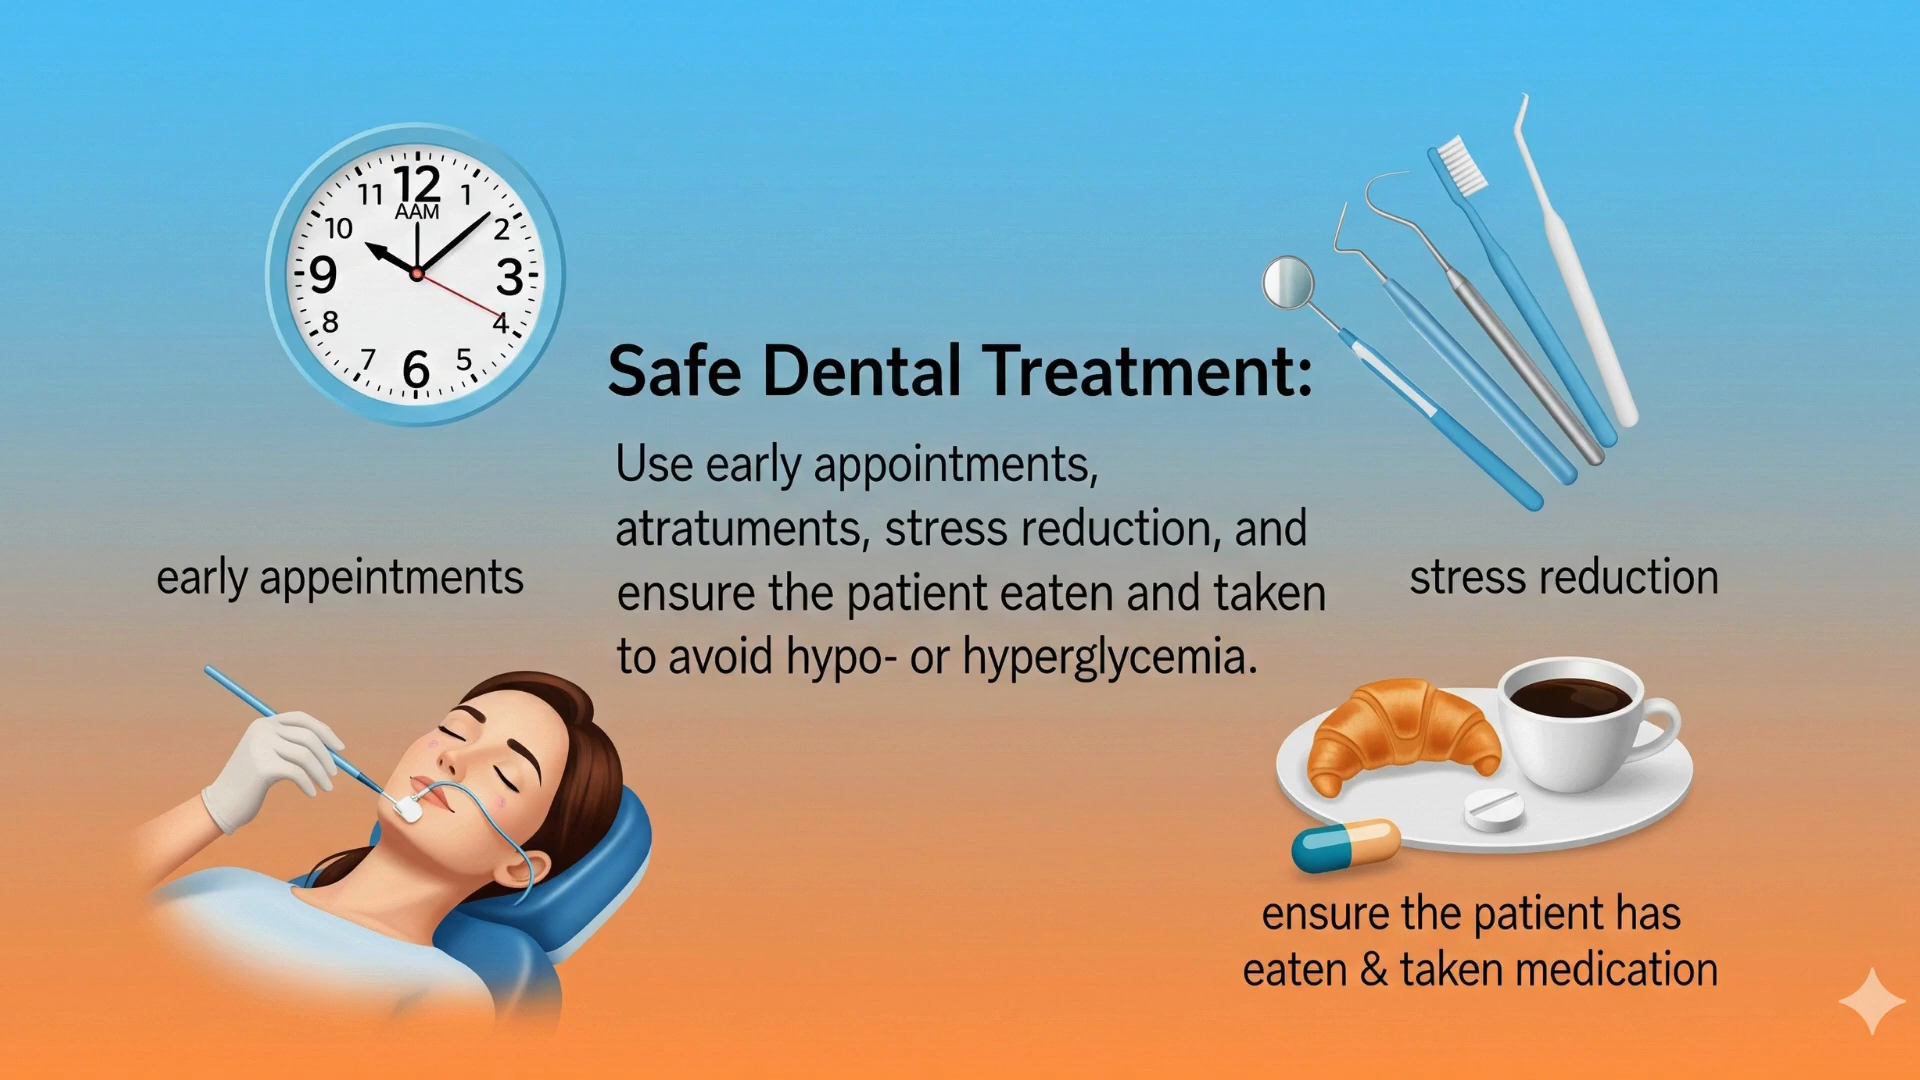 12
11
1
AAM
10
2
9
3
8
4
7
5
6
Safe Dental Treatment:
Use early appointments,
atratuments, stress reduction, and
ensure the patient eaten and taken
to avoid hypo- or hyperglycemia.
early appeintments
stress reduction
ensure the patient has
eaten & taken medication